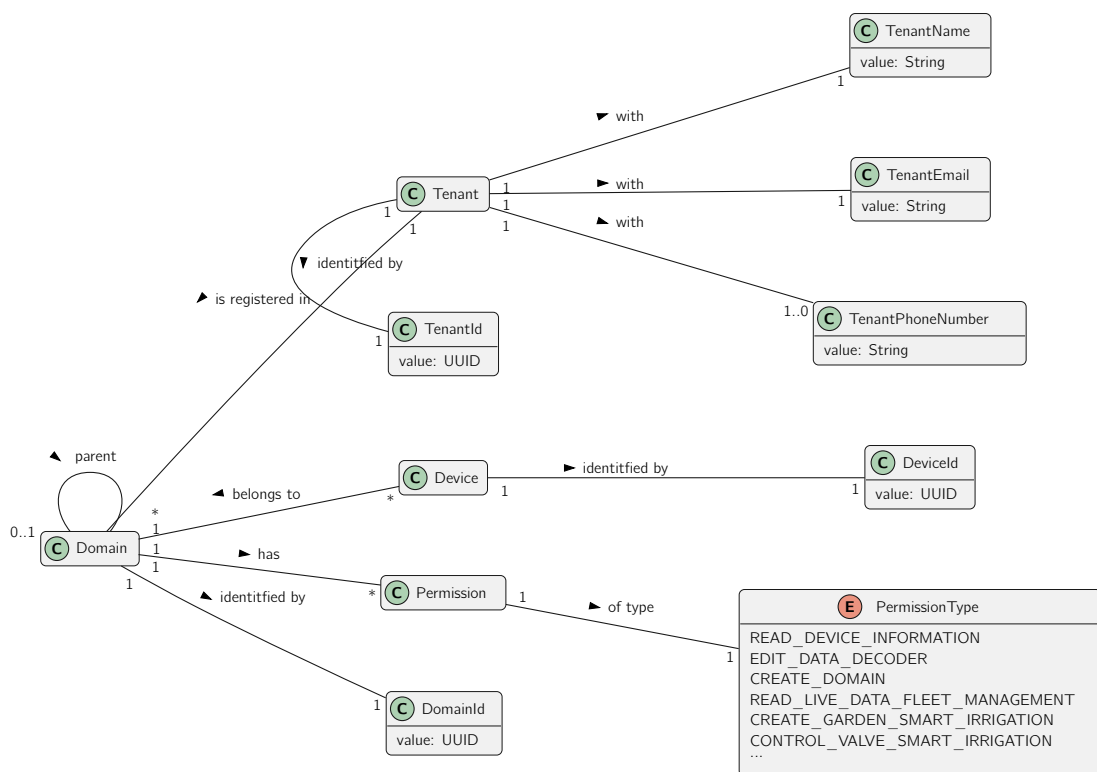 C TenantName
value: String
1
with
C TenantEmail
value: String
1
with
C Tenant
1
1
1
with
1
1
identitfied by
is registered in
1..0
C TenantPhoneNumber
value: String
C TenantId
value: UUID
1
parent
0..1
C Domain
*
1
1
1
1
belongs to
*
C Device
1
identitfied by
1
C DeviceId
value: UUID
has
*
C Permission
1
of type
1
E PermissionType
READ_DEVICE_INFORMATION
EDIT_DATA_DECODER
CREATE_DOMAIN
READ_LIVE_DATA_FLEET_MANAGEMENT
CREATE_GARDEN_SMART_IRRIGATION
CONTROL_VALVE_SMART_IRRIGATION
...
identitfied by
1
C DomainId
value: UUID